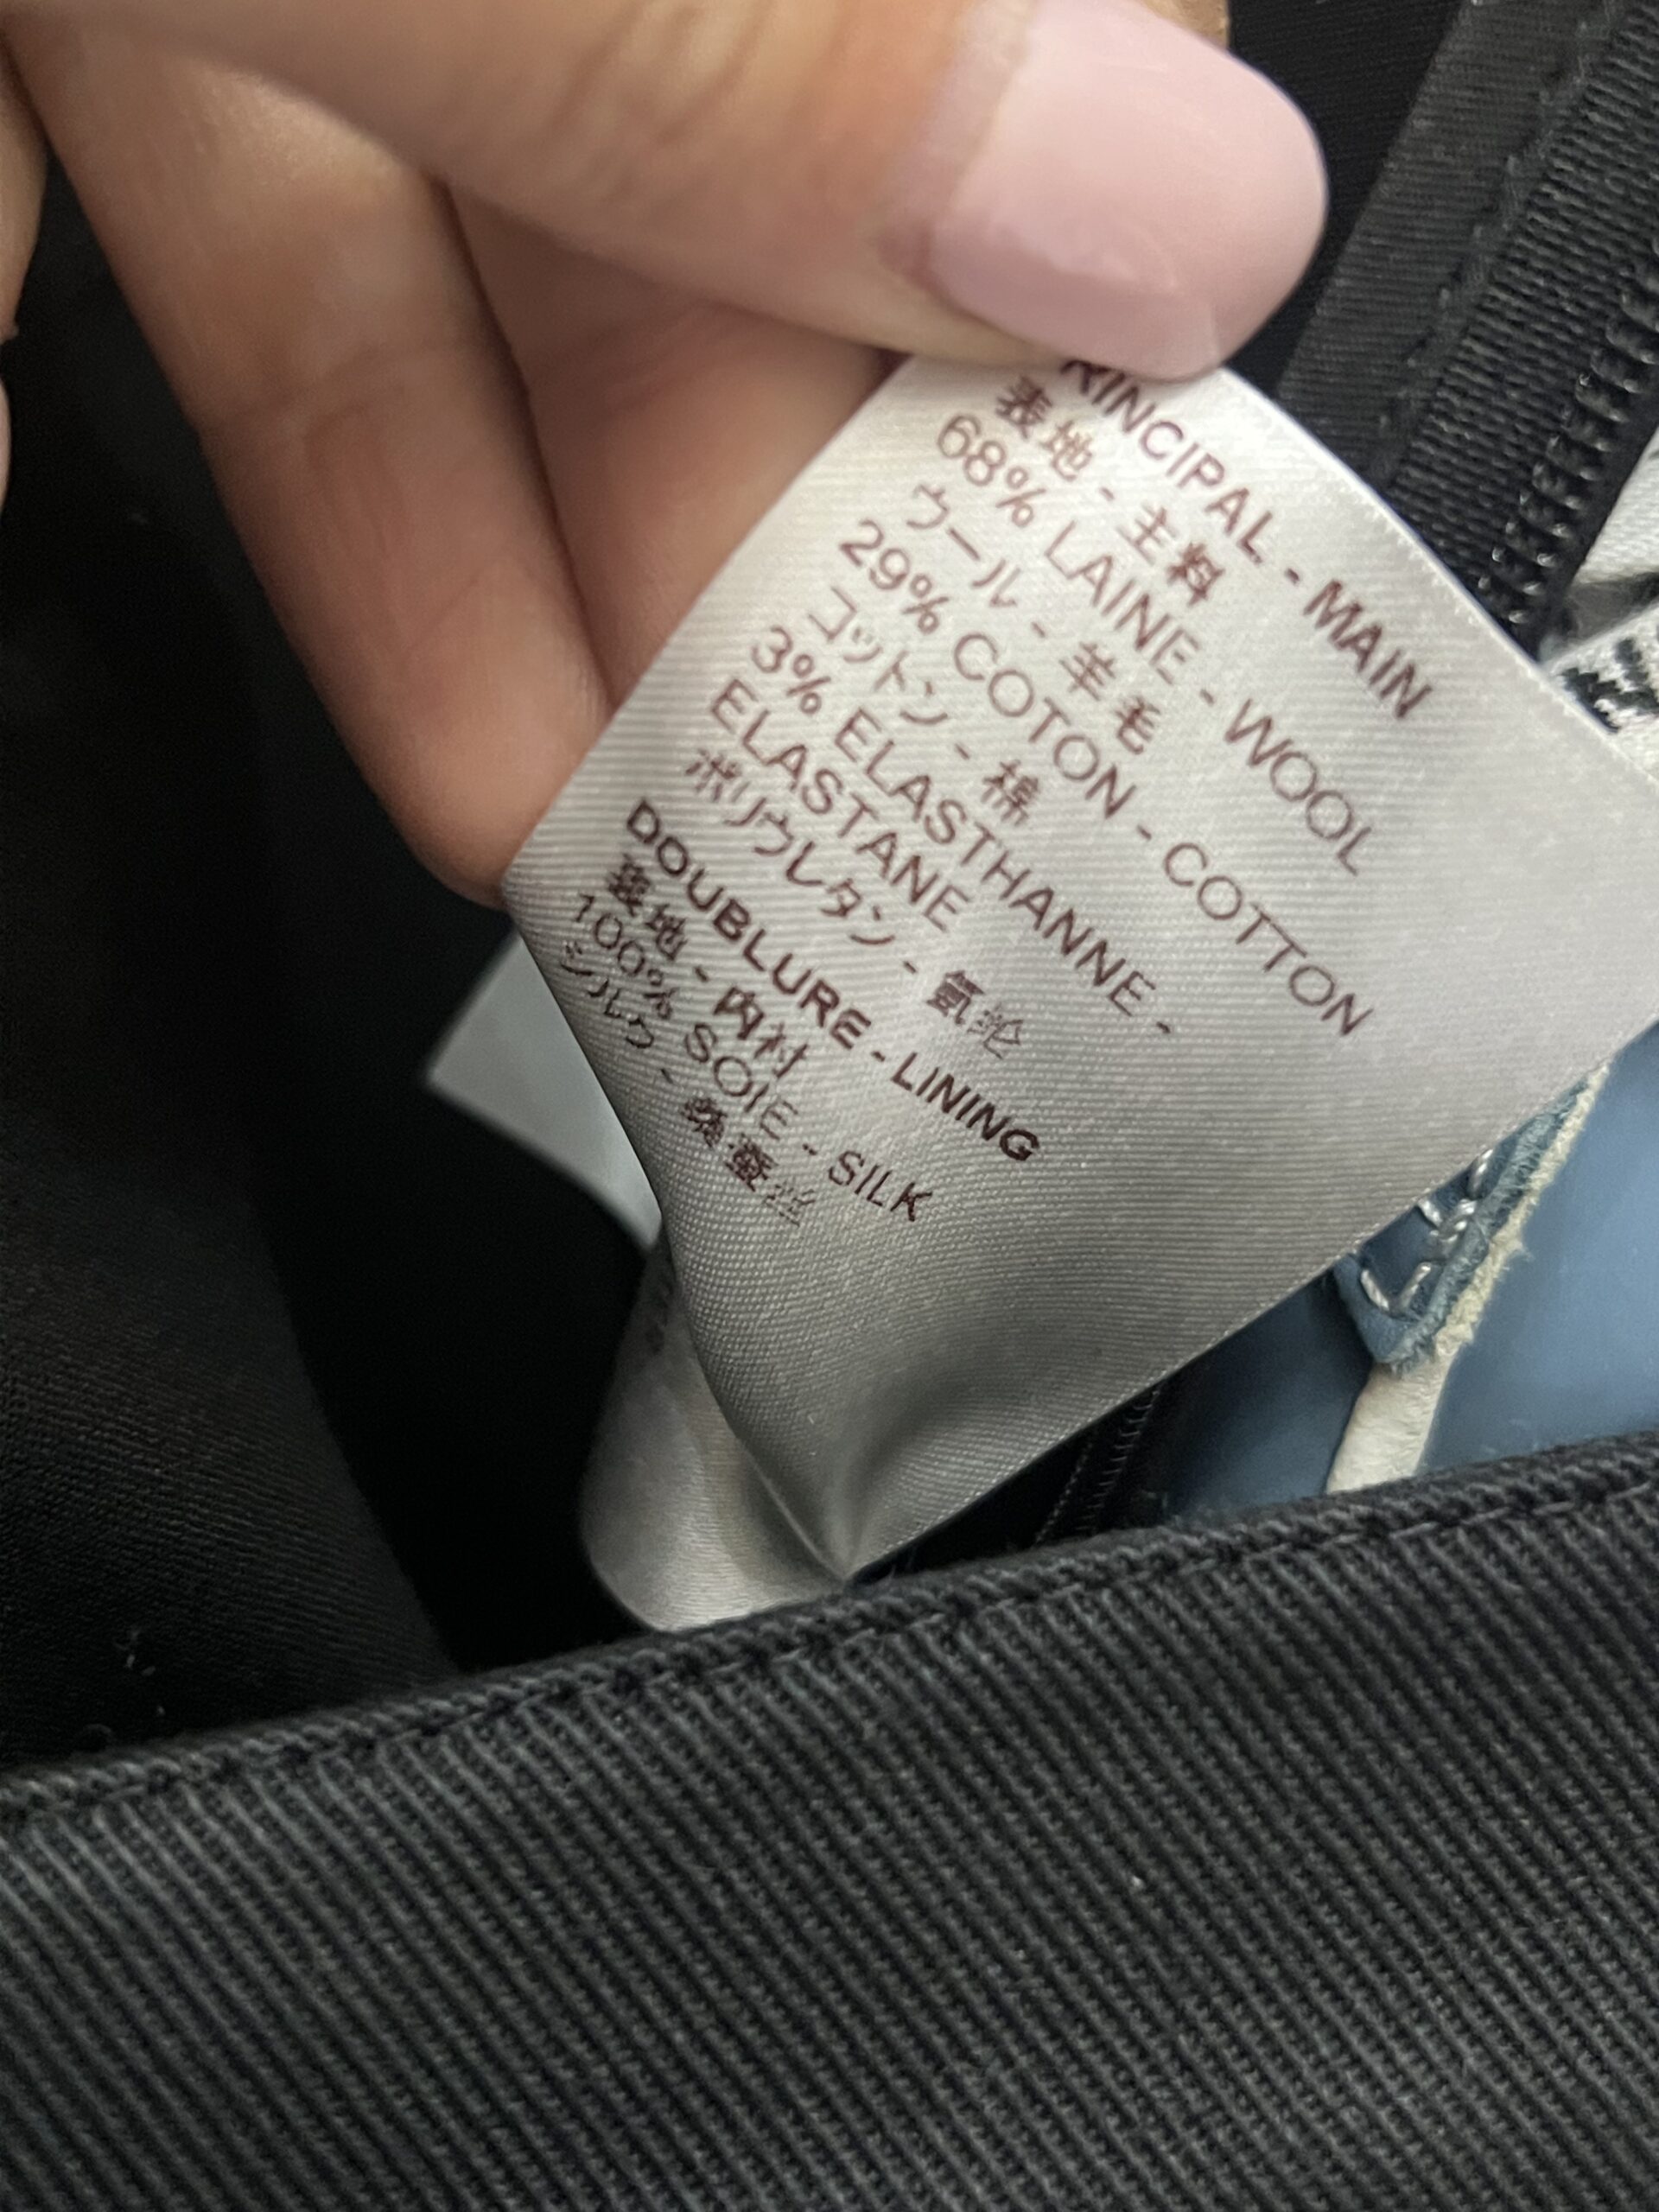 RINCIPAL - MAIN
表地 - 主料
68% LAINE - WOOL
ウール - 羊毛
29% COTON - COTTON
コットン - 棉
3% ELASTHANNE -
ELASTANE
ポリウレタン - 氨纶
DOUBLURE - LINING
表地 - 内衬
100% SOIE - SILK
シルク - 桑蚕丝